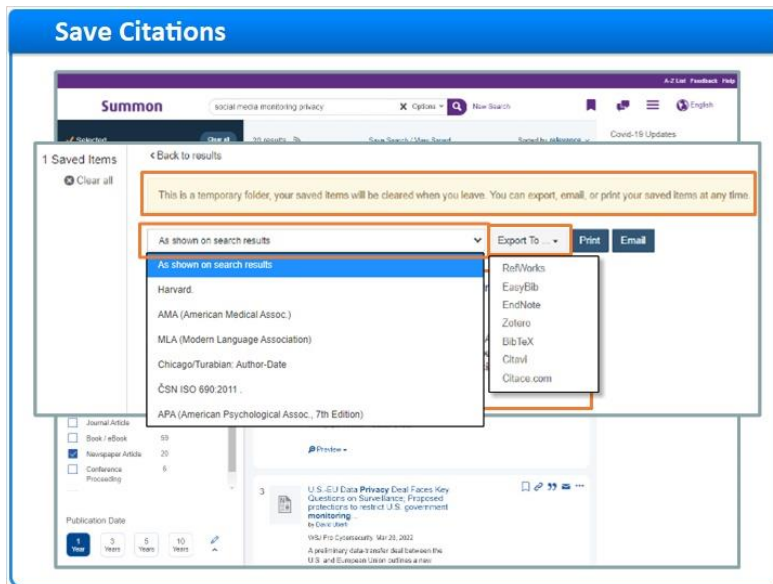 Save Citations
A-Z List Feedback Help
Summon
social media monitoring privacy
X Options
New Search
English
Selected
Clear all
20 results
Save Search / View Saved
Sorted by relevance
Covid-19 Updates
1 Saved Items
Clear all
< Back to results
This is a temporary folder, your saved items will be cleared when you leave. You can export, email, or print your saved items at any time.
As shown on search results
Export To ...
Print
Email
As shown on search results
Harvard.
AMA (American Medical Assoc.)
MLA (Modern Language Association)
Chicago/Turabian: Author-Date
ČSN ISO 690:2011 .
APA (American Psychological Assoc., 7th Edition)
RefWorks
EasyBib
EndNote
Zotero
BibTeX
Citavi
Citace.com
Journal Article
Book / eBook 59
Newspaper Article 20
Conference 6
Proceeding
Publication Date
1 Year
3 Years
5 Years
10 Years
Preview
3
U.S.-EU Data Privacy Deal Faces Key
Questions on Surveillance; Proposed
protections to restrict U.S. government
monitoring...
by David Uberti
WSJ Pro Cybersecurity, Mar 28, 2022
A preliminary data-transfer deal between the
U.S. and European Union outlines a new